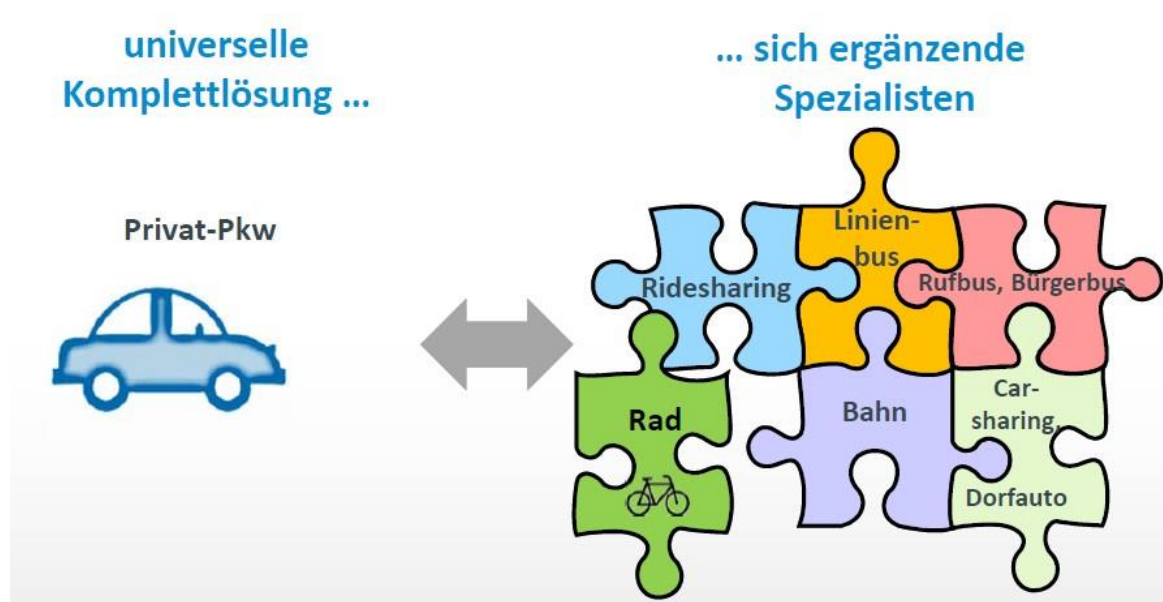 universelle
Komplettlösung ...
... sich ergänzende
Spezialisten
Privat-Pkw
Linien-
bus
Ridesharing
Rufbus, Bürgerbus
Rad
Bahn
Car-
sharing,
Dorfauto